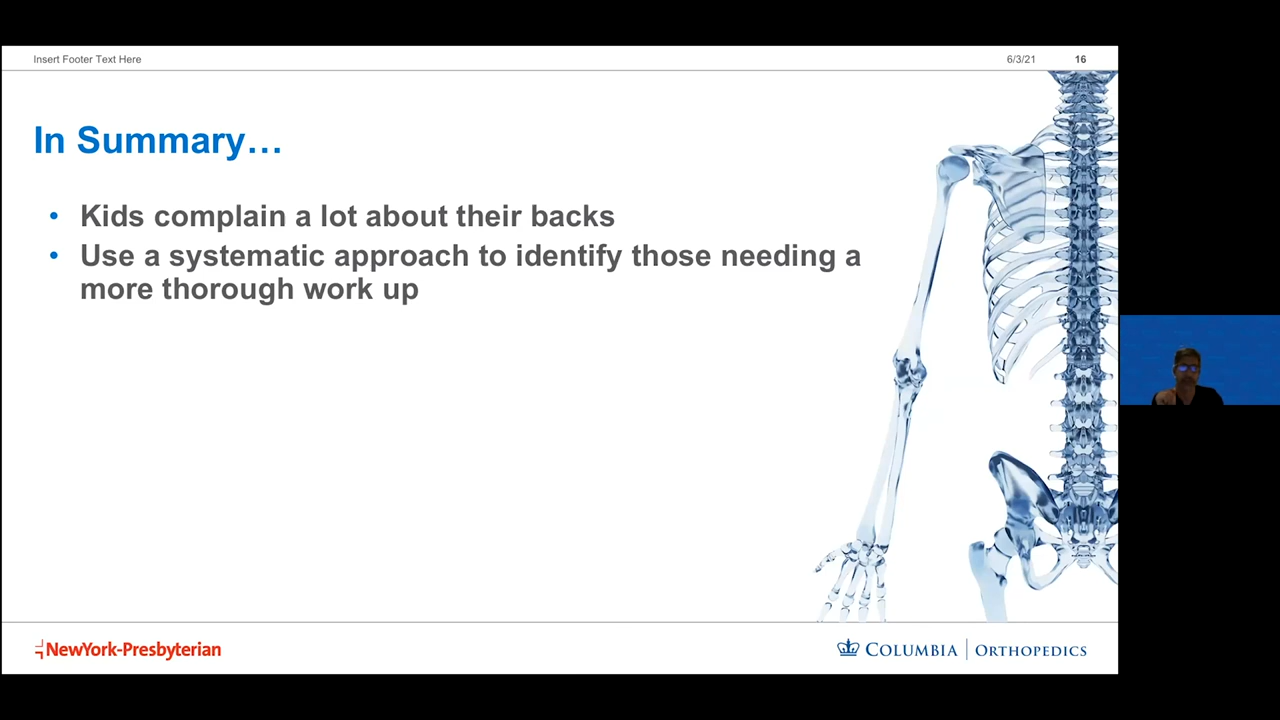 Insert Footer Text Here
6/3/21
16
In Summary…
• Kids complain a lot about their backs
• Use a systematic approach to identify those needing a
more thorough work up
NewYork-Presbyterian
COLUMBIA | ORTHOPEDICS